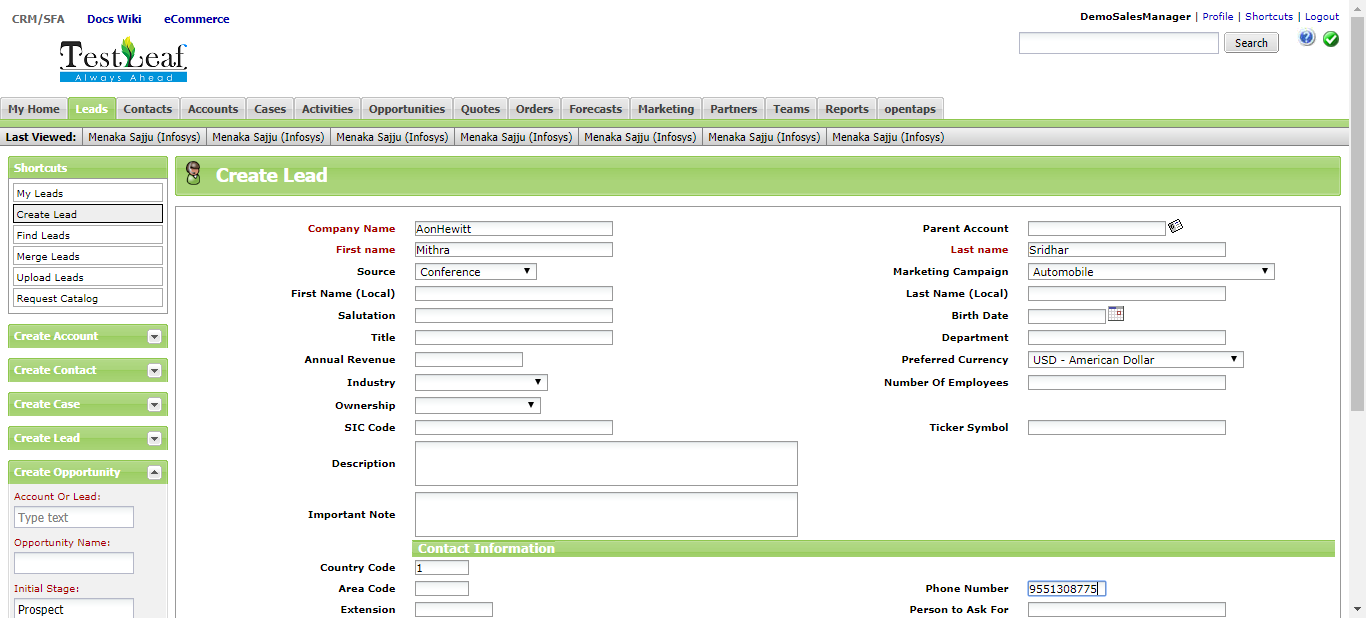 CRM/SFA Docs Wiki eCommerce
DemoSalesManager | Profile | Shortcuts | Logout
TestLeaf
Always Ahead
Search
My Home Leads Contacts Accounts Cases Activities Opportunities Quotes Orders Forecasts Marketing Partners Teams Reports opentaps
Last Viewed: Menaka Sajju (Infosys) Menaka Sajju (Infosys) Menaka Sajju (Infosys) Menaka Sajju (Infosys) Menaka Sajju (Infosys) Menaka Sajju (Infosys) Menaka Sajju (Infosys)
Shortcuts
My Leads
Create Lead
Find Leads
Merge Leads
Upload Leads
Request Catalog
Create Account
Create Contact
Create Case
Create Lead
Create Opportunity
Account Or Lead:
Type text
Opportunity Name:
Initial Stage:
Prospect
Create Lead
Company Name AonHewitt Parent Account
First name Mithra Last name Sridhar
Source Conference Marketing Campaign Automobile
First Name (Local) Last Name (Local)
Salutation Birth Date
Title Department
Annual Revenue Preferred Currency USD - American Dollar
Industry Number Of Employees
Ownership
SIC Code Ticker Symbol
Description
Important Note
Contact Information
Country Code 1
Area Code Phone Number 9551308775
Extension Person to Ask For